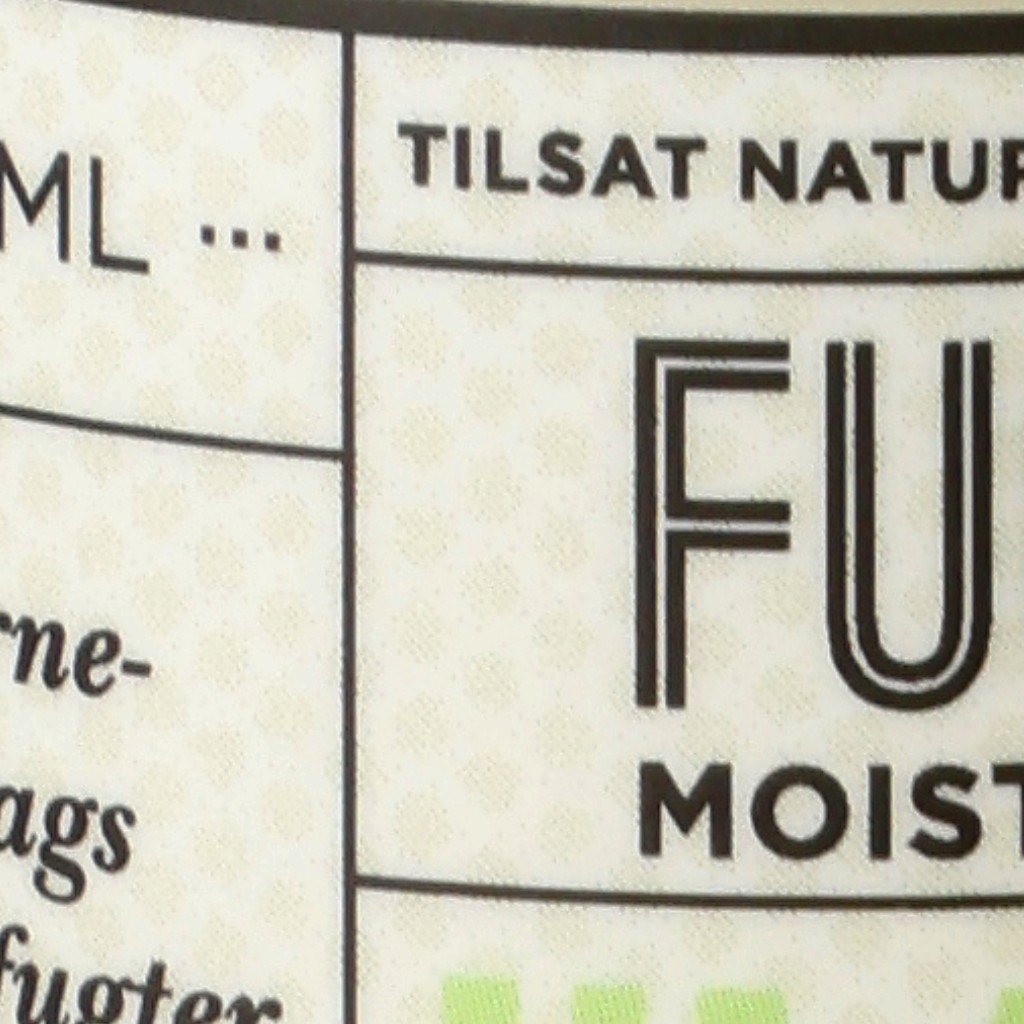 ML ...
TILSAT NATUR
FU
MOIST
rne-
ags
fugter